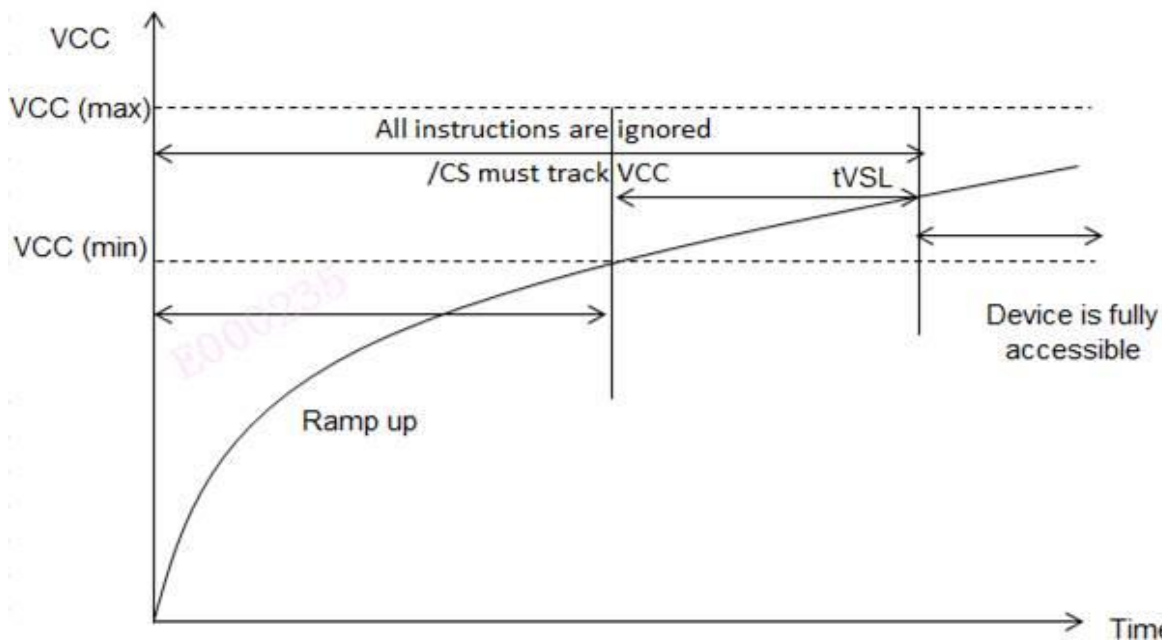 VCC
VCC (max)
All instructions are ignored
/CS must track VCC
tVSL
VCC (min)
E000235
Device is fully
accessible
Ramp up
Time